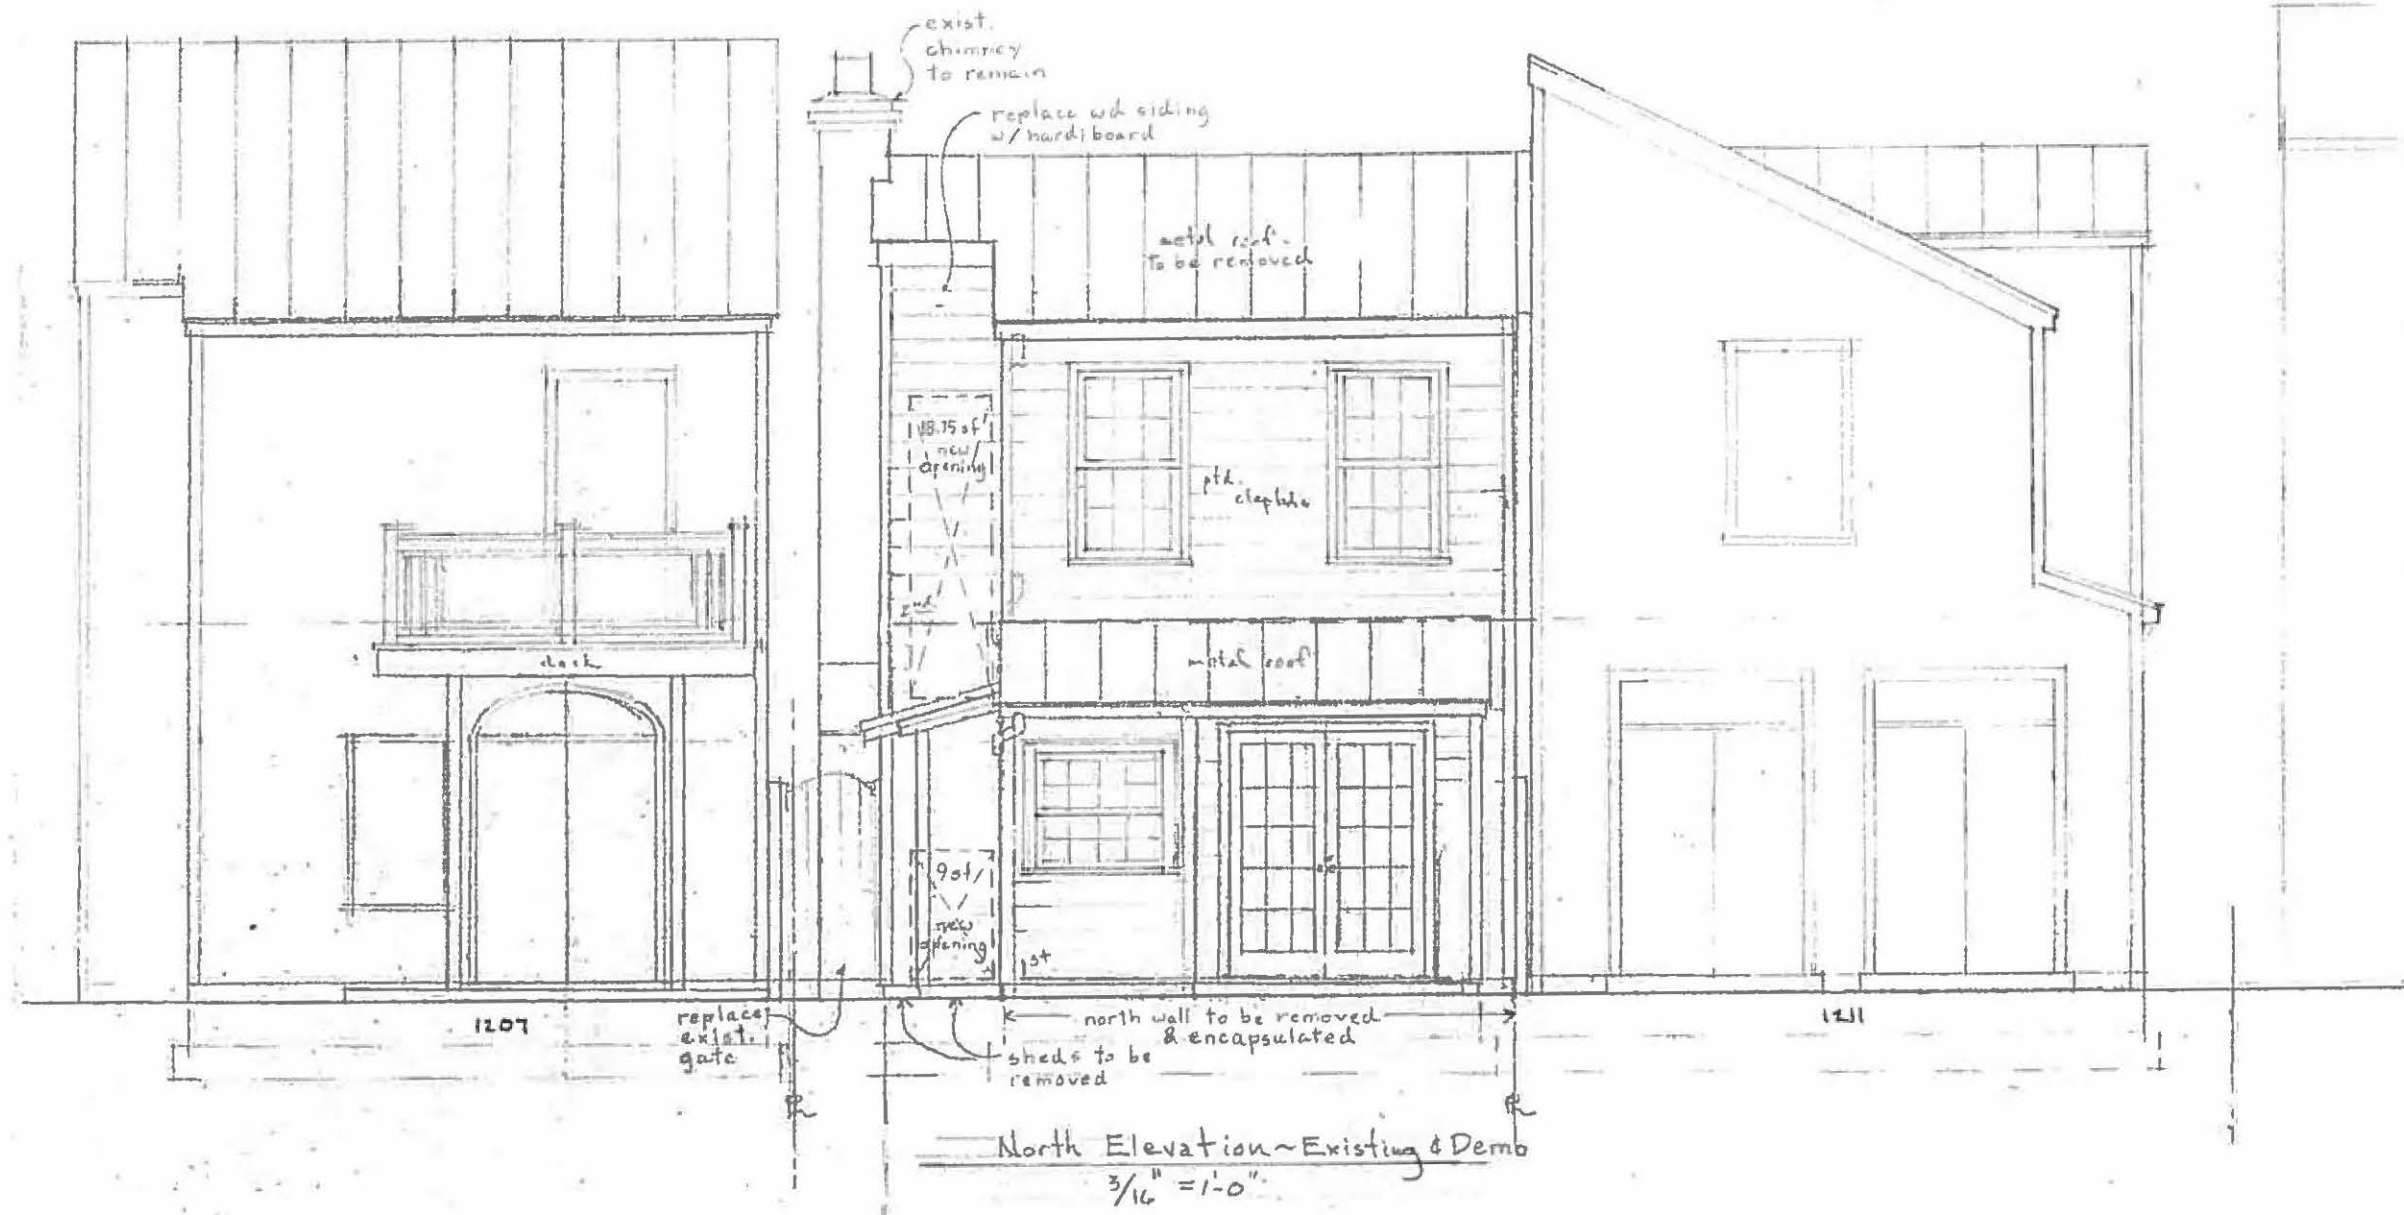 exist.
chimney
to remain
replace wd siding
w/ hardiboard
metal roof -
to be removed
18.75 sf
new
opening
ptd.
2nd
deck
metal roof
9 sf
new
opening
1st
1207
replace
exist.
gate
north wall to be removed
& encapsulated
sheds to be
removed
1211
North Elevation ~ Existing & Demo
3/16" = 1'-0"